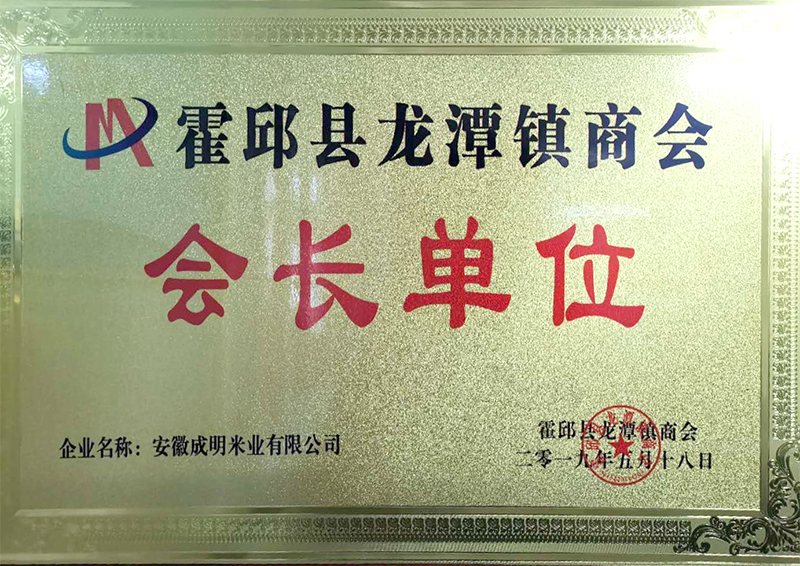 霍邱县龙潭镇商会
会长单位
企业名称：安徽成明米业有限公司
霍邱县龙潭镇商会
二零一九年五月十八日